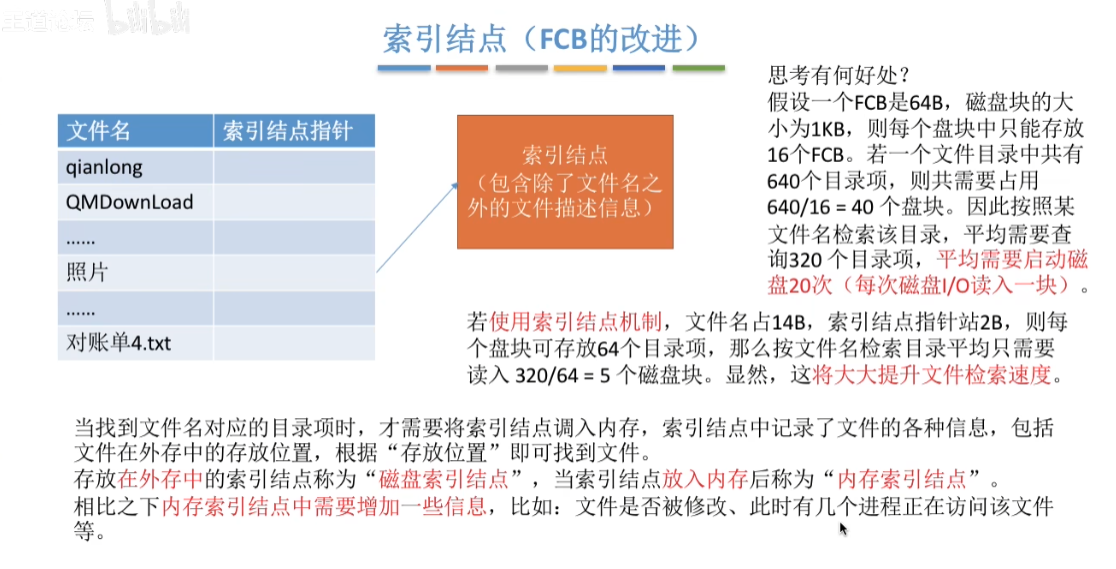 索引结点（FCB的改进）
思考有何好处？
假设一个FCB是64B，磁盘块的大
小为1KB，则每个盘块中只能存放
16个FCB。若一个文件目录中共有
640个目录项，则共需要占用
640/16 = 40 个盘块。因此按照某
文件名检索该目录，平均需要查
询320 个目录项，平均需要启动磁
盘20次（每次磁盘I/O读入一块）。
文件名 索引结点指针
qianlong
QMDownLoad
......
照片
......
对账单4.txt
索引结点
（包含除了文件名之
外的文件描述信息）
若使用索引结点机制，文件名占14B，索引结点指针站2B，则每
个盘块可存放64个目录项，那么按文件名检索目录平均只需要
读入 320/64 = 5 个磁盘块。显然，这将大大提升文件检索速度。
当找到文件名对应的目录项时，才需要将索引结点调入内存，索引结点中记录了文件的各种信息，包括
文件在外存中的存放位置，根据“存放位置”即可找到文件。
存放在外存中的索引结点称为“磁盘索引结点”，当索引结点放入内存后称为“内存索引结点”。
相比之下内存索引结点中需要增加一些信息，比如：文件是否被修改、此时有几个进程正在访问该文件
等。